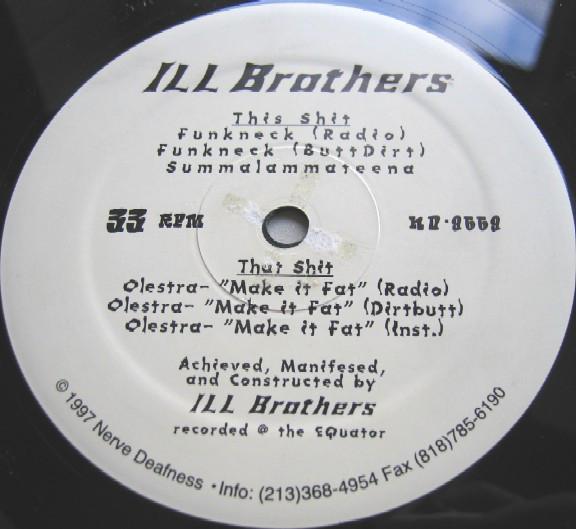 ILL Brothers
This Shit
Funkneck (Radio)
Funkneck (ButtDirt)
Summalammateena
33 RPM
That Shit
Olestra- "Make it Fat" (Radio)
Olestra- "Make it Fat" (Dirtbutt)
Olestra- "Make it Fat" (Inst.)
Achieved, Manifesed,
and Constructed by
ILL Brothers
recorded @ the EQuator
© 1997 Nerve Deafness • Info: (213)368-4954 Fax (818)785-6190